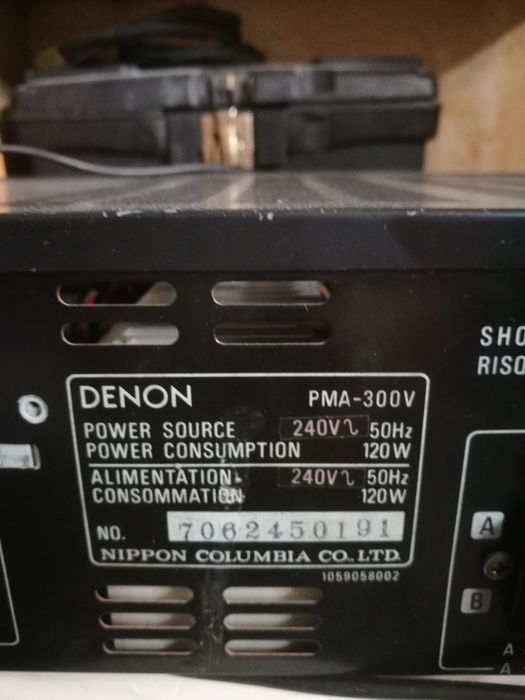 DENON PMA-300V
POWER SOURCE 240V∿ 50Hz
POWER CONSUMPTION 120W
ALIMENTATION 240V∿ 50Hz
CONSOMMATION 120W
NO. 7062450191
NIPPON COLUMBIA CO., LTD.
1059058002
SHO
RISQ
A
B
A
A